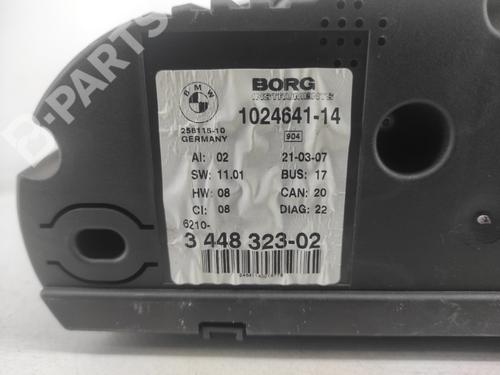 B-PARTS
BMW
BORG
INSTRUMENTS
1024641-14
258115-10
GERMANY
904
AI: 02 21-03-07
SW: 11.01 BUS: 17
HW: 08 CAN: 20
CI: 08 DIAG: 22
6210-
3 448 323-02